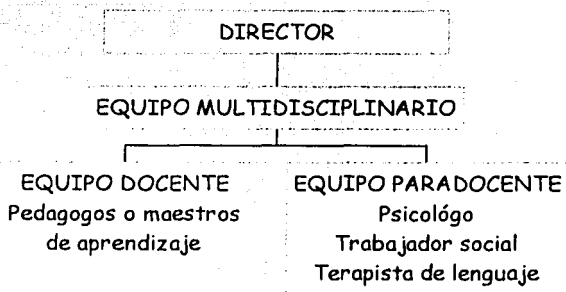 DIRECTOR
EQUIPO MULTIDISCIPLINARIO
EQUIPO DOCENTE
Pedagogos o maestros
de aprendizaje
EQUIPO PARADOCENTE
Psicológo
Trabajador social
Terapista de lenguaje